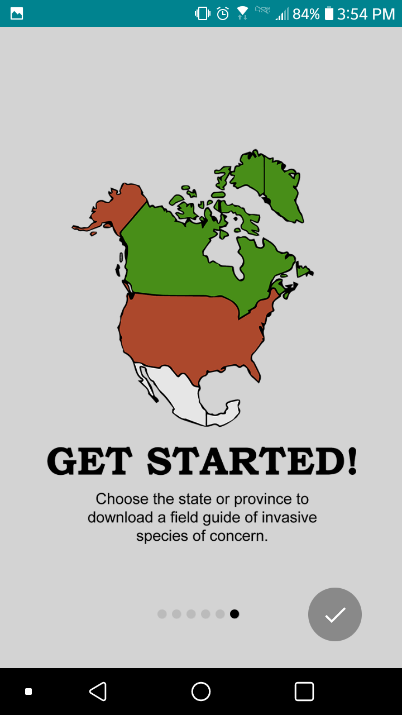 84% 3:54 PM
GET STARTED!
Choose the state or province to
download a field guide of invasive
species of concern.